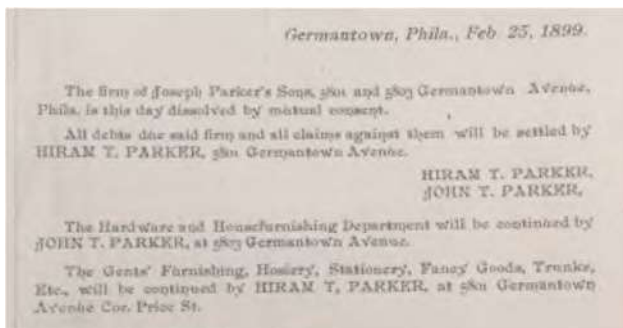 Germantown, Phila., Feb 25, 1899.
The firm of Joseph Parker's Sons, 5801 and 5803 Germantown Avenue,
Phila. is this day dissolved by mutual consent.
All debts due said firm and all claims against them will be settled by
HIRAM T. PARKER, 5801 Germantown Avenue.
HIRAM T. PARKER,
JOHN T. PARKER,
The Hardware and Housefurnishing Department will be continued by
JOHN T. PARKER, at 5803 Germantown Avenue.
The Gents' Furnishing, Hosiery, Stationery, Fancy Goods, Trunks,
Etc., will be continued by HIRAM T, PARKER, at 5801 Germantown
Avenue Cor. Price St.